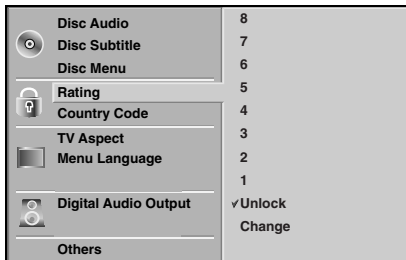 Disc Audio
Disc Subtitle
Disc Menu
Rating
Country Code
TV Aspect
Menu Language
Digital Audio Output
Others
8
7
6
5
4
3
2
1
✓Unlock
Change